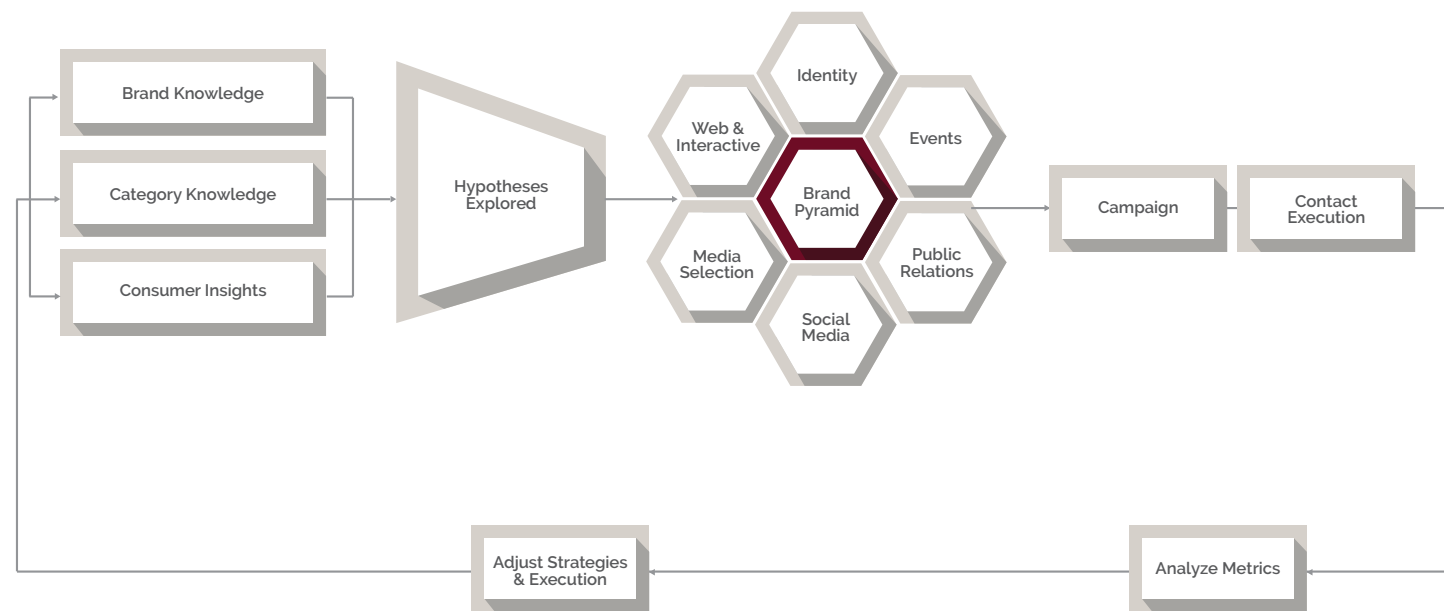 Brand Knowledge
Category Knowledge
Consumer Insights
Hypotheses
Explored
Identity
Web &
Interactive
Events
Brand
Pyramid
Media
Selection
Public
Relations
Social
Media
Campaign
Contact
Execution
Adjust Strategies
& Execution
Analyze Metrics